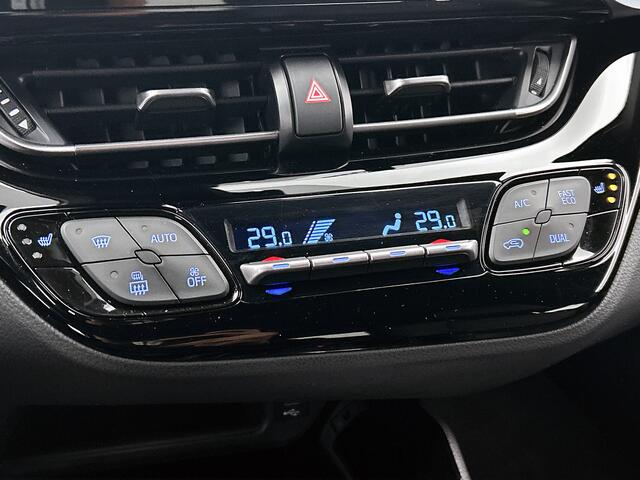 29.0
29.0
AUTO
OFF
A/C
FAST
ECO
DUAL